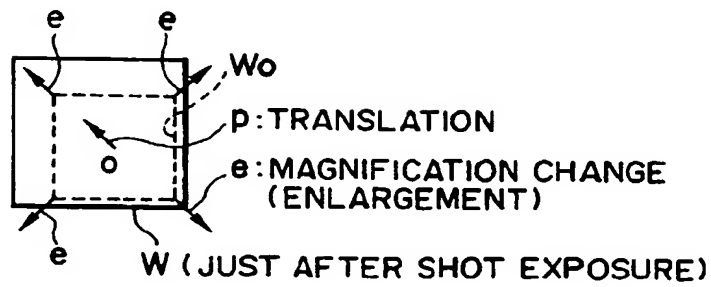 e e
Wo
p: TRANSLATION
o
e: MAGNIFICATION CHANGE
(ENLARGEMENT)
e
W (JUST AFTER SHOT EXPOSURE)